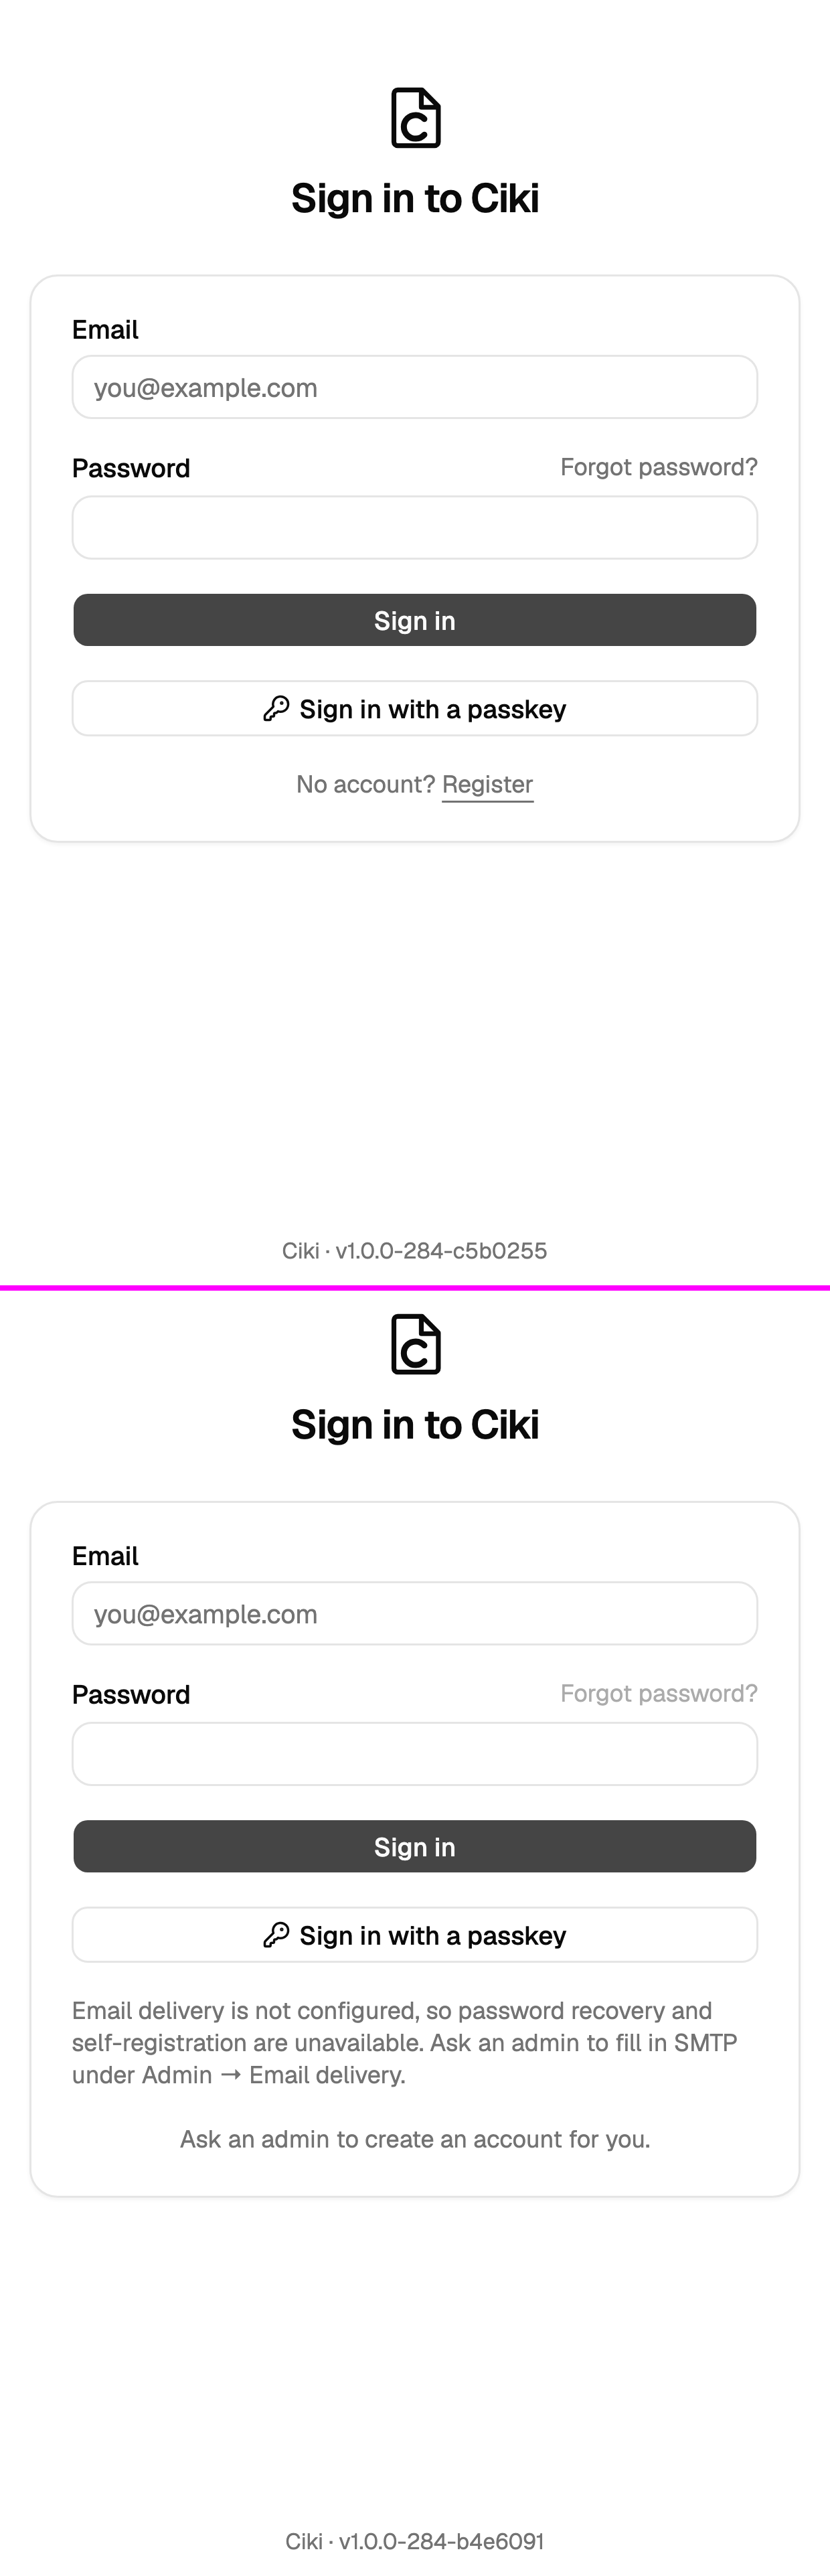 C
Sign in to Ciki
Email
you@example.com
Password
Forgot password?
Sign in
Sign in with a passkey
No account? Register
Ciki · v1.0.0-284-c5b0255
C
Sign in to Ciki
Email
you@example.com
Password
Forgot password?
Sign in
Sign in with a passkey
Email delivery is not configured, so password recovery and
self-registration are unavailable. Ask an admin to fill in SMTP
under Admin → Email delivery.
Ask an admin to create an account for you.
Ciki · v1.0.0-284-b4e6091